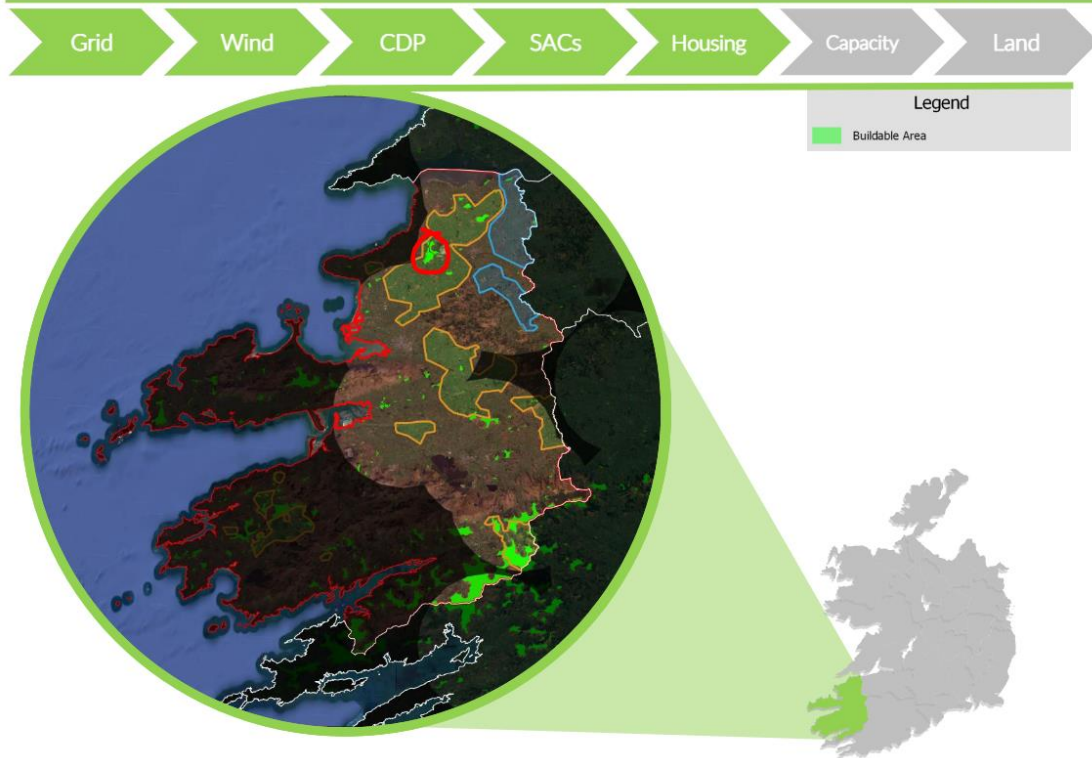 Grid
Wind
CDP
SACs
Housing
Capacity
Land
Legend
Buildable Area